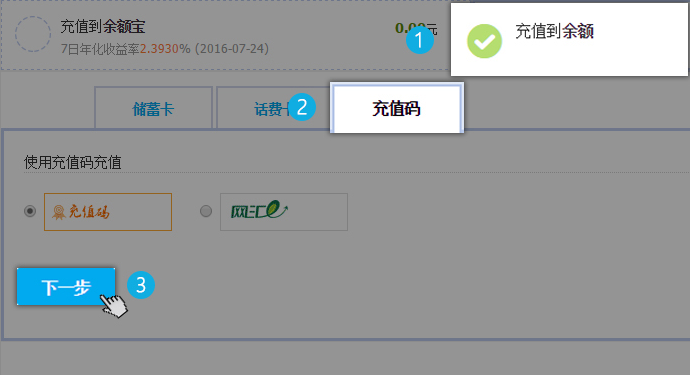 充值到余额宝
0.00元
7日年化收益率2.3930% (2016-07-24)
1
充值到余额
储蓄卡
话费卡
2
充值码
使用充值码充值
充值码
网汇e
下一步
3